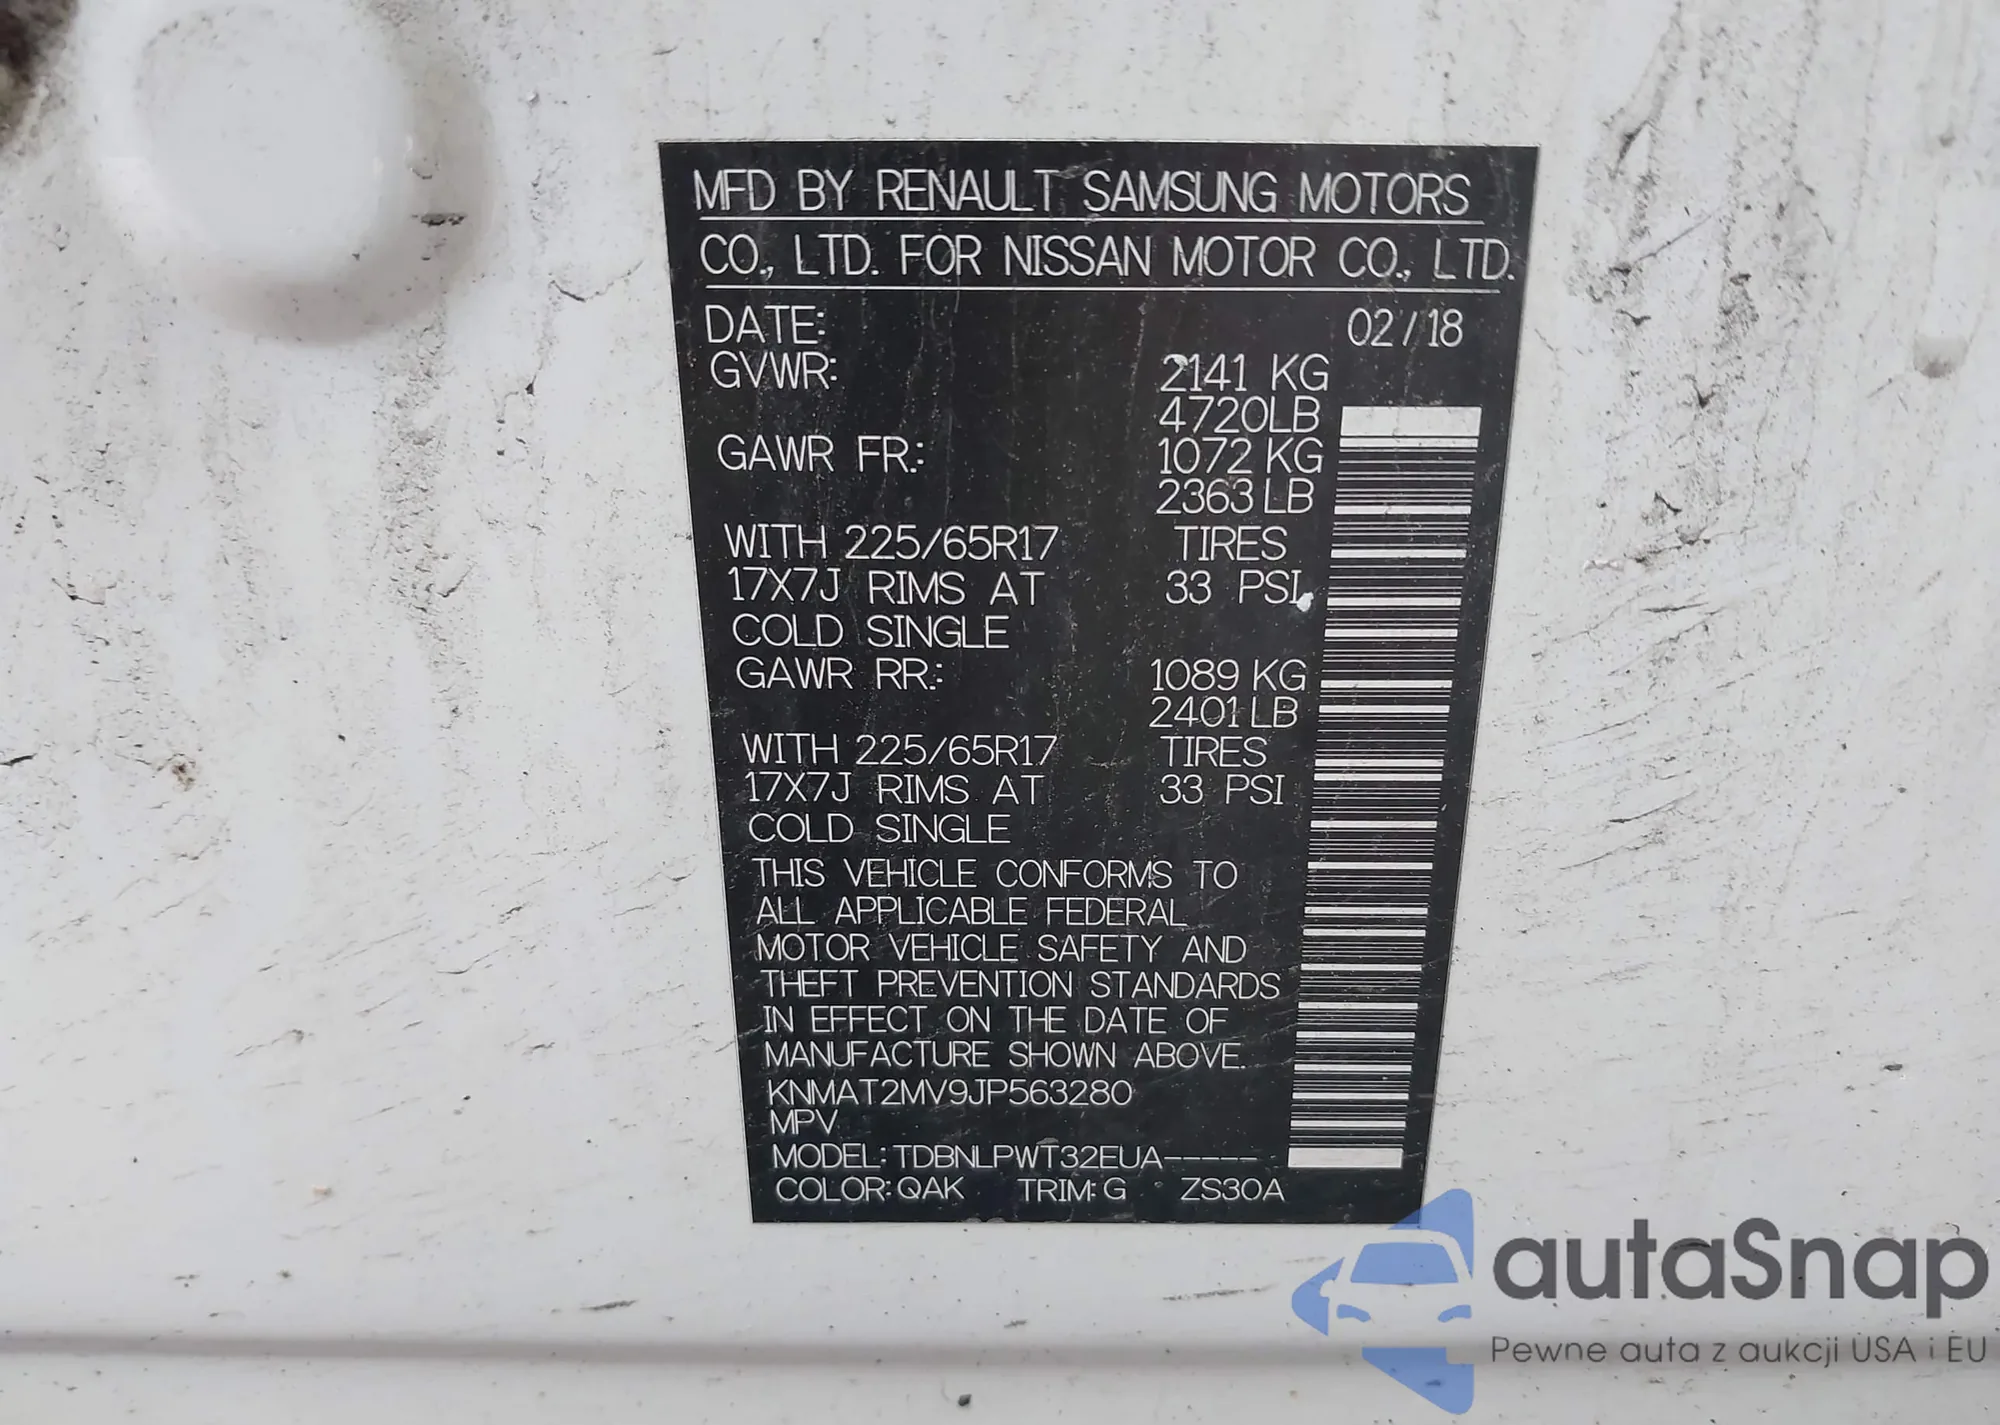 MFD BY RENAULT SAMSUNG MOTORS
CO., LTD. FOR NISSAN MOTOR CO., LTD.
DATE: 02/18
GVWR: 2141 KG
4720LB
GAWR FR.: 1072 KG
2363 LB
WITH 225/65R17 TIRES
17X7J RIMS AT 33 PSI,
COLD SINGLE
GAWR RR.: 1089 KG
2401 LB
WITH 225/65R17 TIRES
17X7J RIMS AT 33 PSI
COLD SINGLE
THIS VEHICLE CONFORMS TO
ALL APPLICABLE FEDERAL
MOTOR VEHICLE SAFETY AND
THEFT PREVENTION STANDARDS
IN EFFECT ON THE DATE OF
MANUFACTURE SHOWN ABOVE.
KNMAT2MV9JP563280
MPV
MODEL: TDBNLPWT32EUA-----
COLOR: QAK TRIM: G ZS30A
autaSnap
Pewne auta z aukcji USA i EU